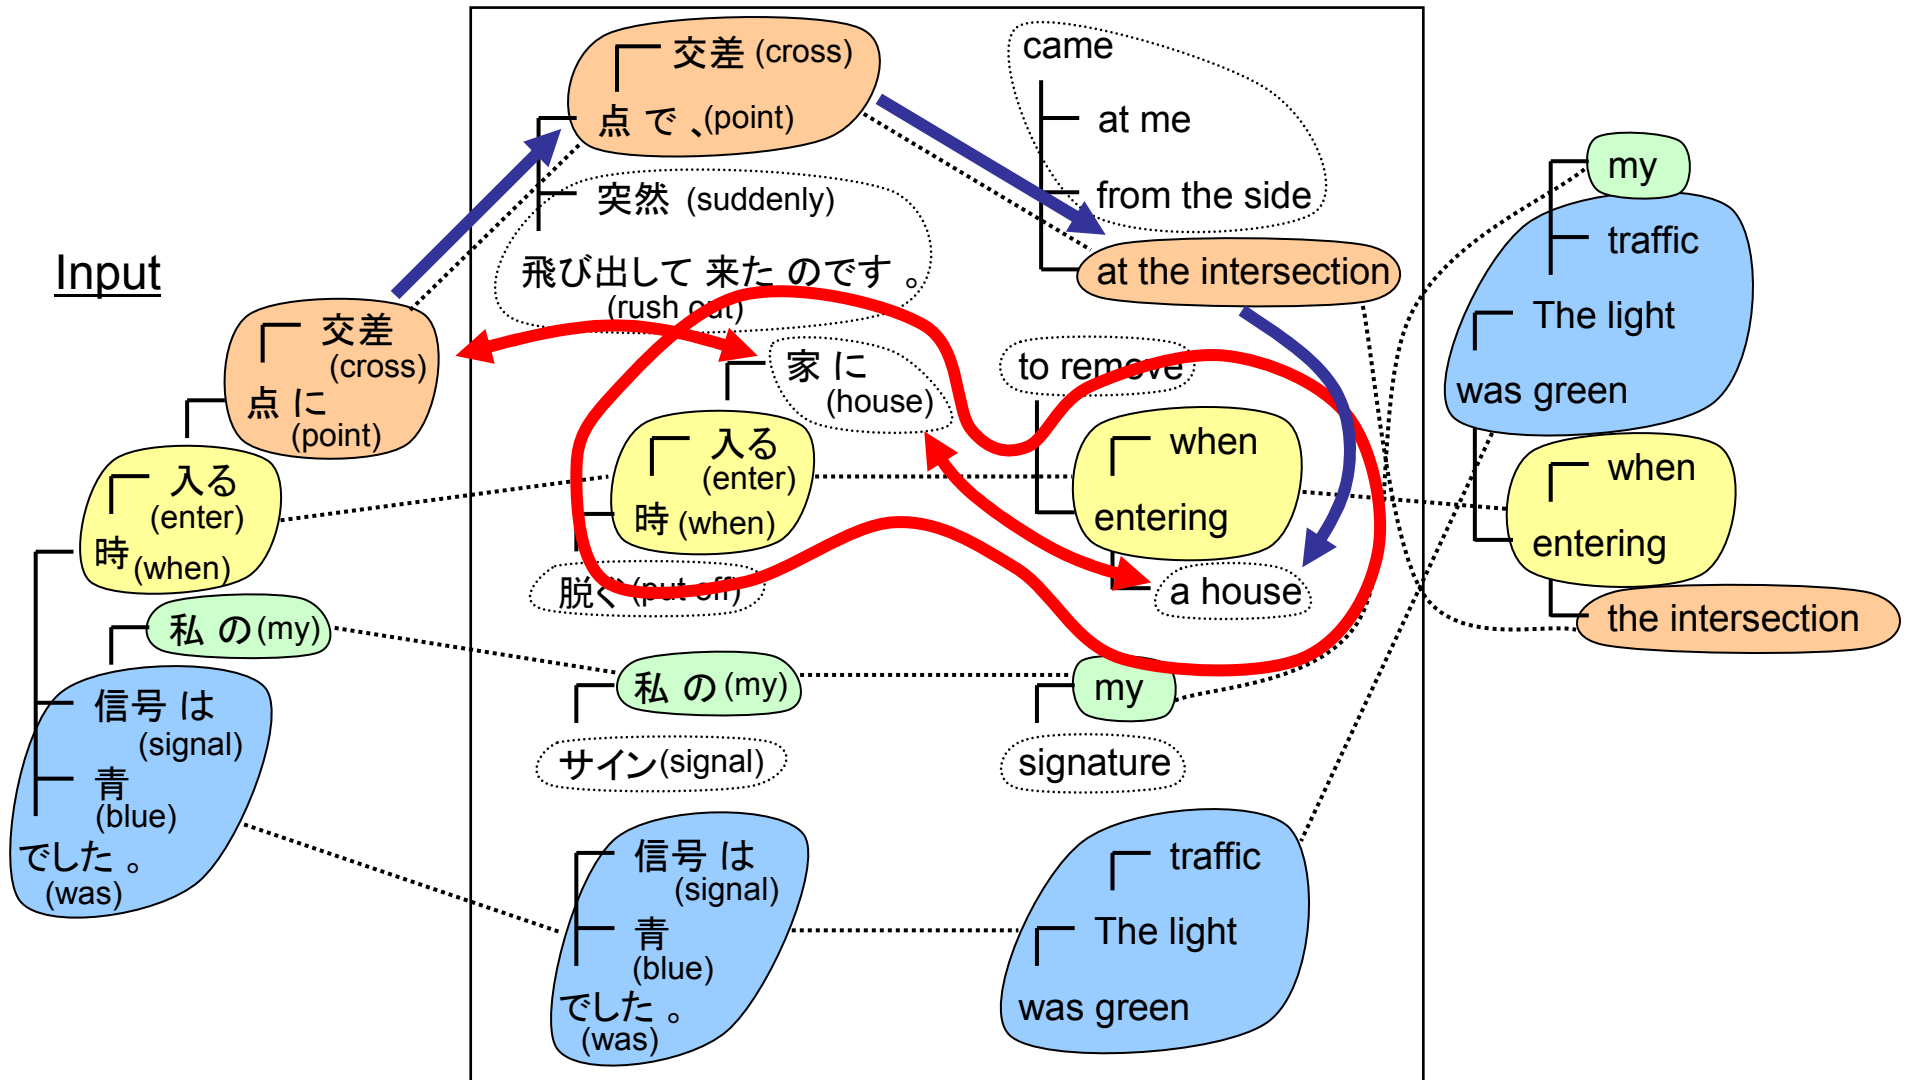 Input
交差
(cross)
点 に
(point)
入る
(enter)
時 (when)
私 の (my)
信号 は
(signal)
青
(blue)
でした 。
(was)
交差 (cross)
点 で 、(point)
突然 (suddenly)
飛び出して 来た のです 。
(rush out)
家 に
(house)
入る
(enter)
時 (when)
脱ぐ (put off)
私 の (my)
サイン (signal)
信号 は
(signal)
青
(blue)
でした 。
(was)
came
at me
from the side
at the intersection
to remove
when
entering
a house
my
signature
traffic
The light
was green
my
traffic
The light
was green
when
entering
the intersection